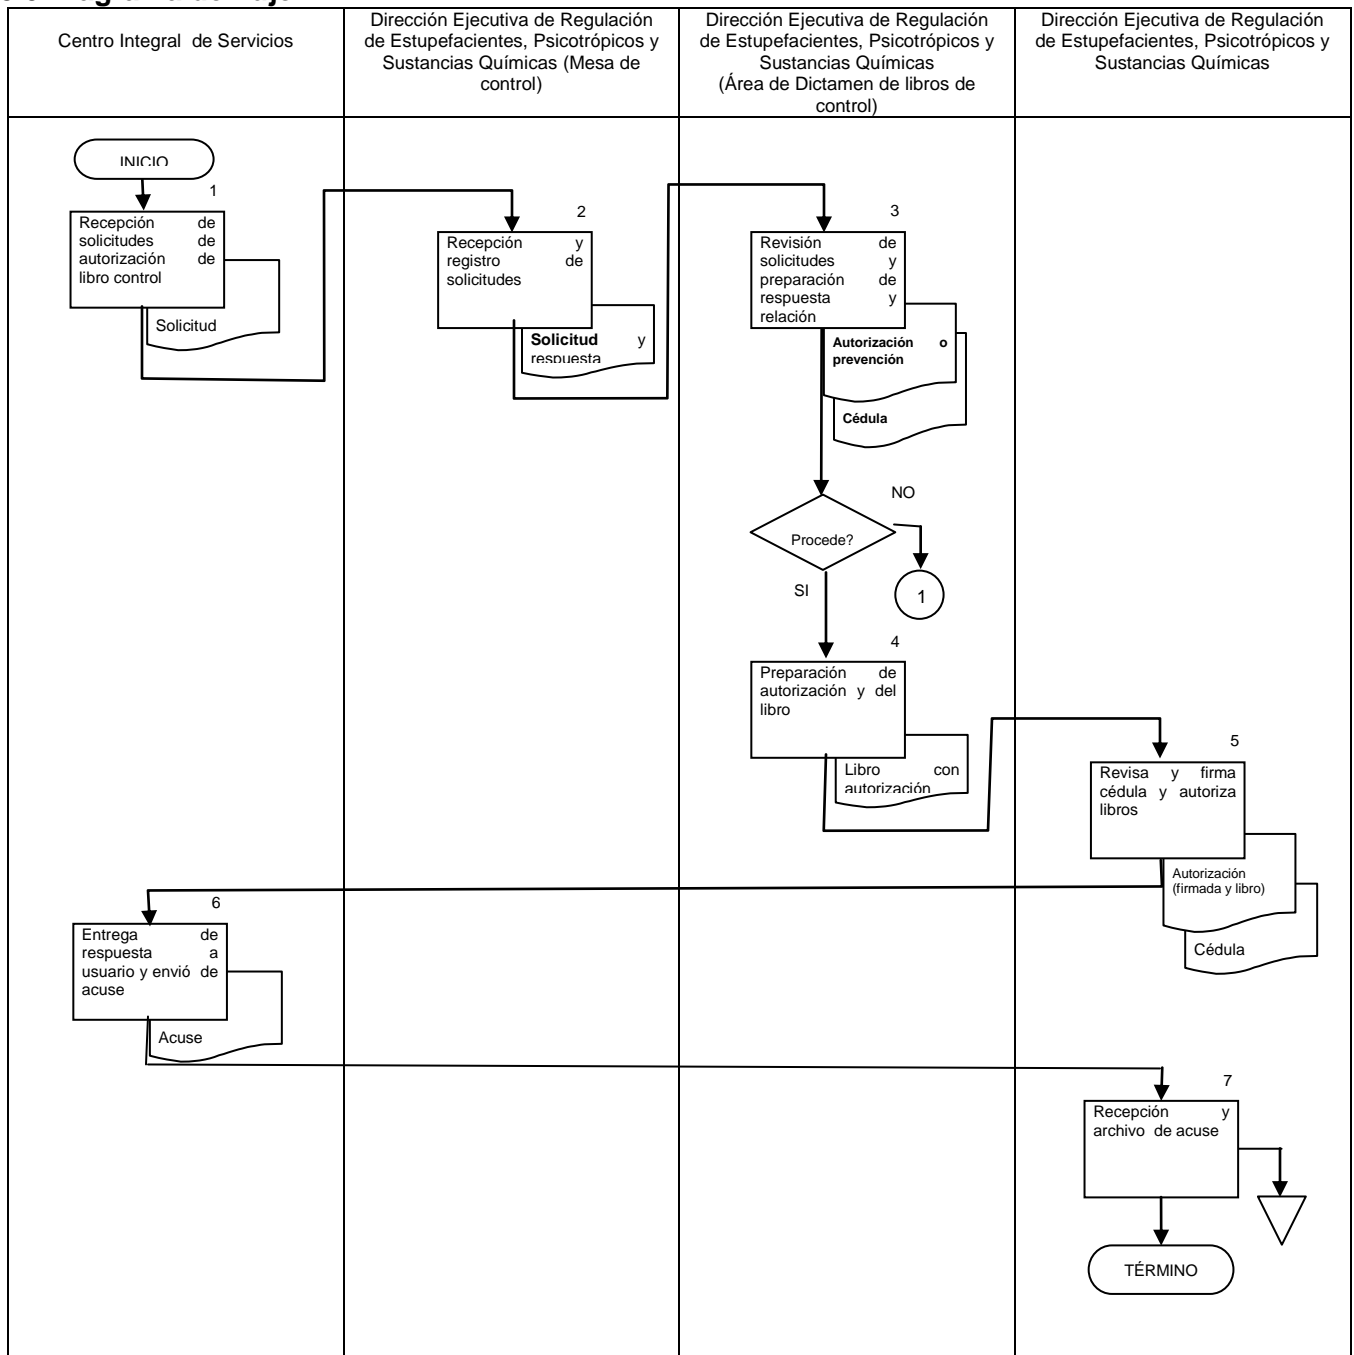 Centro Integral de Servicios
Dirección Ejecutiva de Regulación
de Estupefacientes, Psicotrópicos y
Sustancias Químicas (Mesa de
control)
Dirección Ejecutiva de Regulación
de Estupefacientes, Psicotrópicos y
Sustancias Químicas
(Área de Dictamen de libros de
control)
Dirección Ejecutiva de Regulación
de Estupefacientes, Psicotrópicos y
Sustancias Químicas
INICIO
1
Recepción de
solicitudes de
autorización de
libro control
Solicitud
2
Recepción y
registro de
solicitudes
Solicitud y
respuesta
3
Revisión de
solicitudes y
preparación de
respuesta y
relación
Autorización o
prevención
Cédula
Procede?
NO
1
SI
4
Preparación de
autorización y del
libro
Libro con
autorización
5
Revisa y firma
cédula y autoriza
libros
Autorización
(firmada y libro)
Cédula
6
Entrega de
respuesta a
usuario y envió de
acuse
Acuse
7
Recepción y
archivo de acuse
TÉRMINO